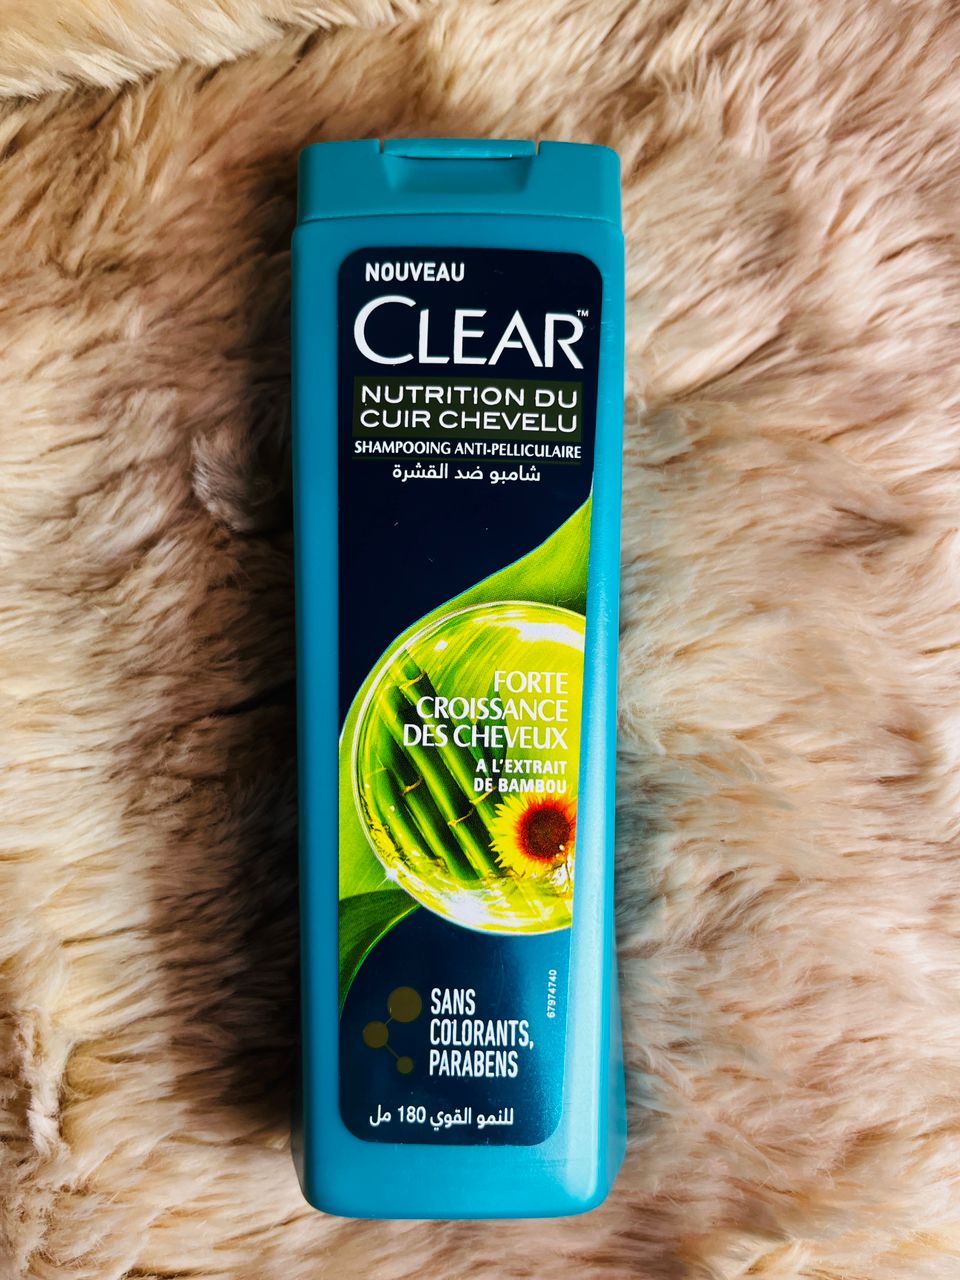 NOUVEAU
CLEAR™
NUTRITION DU
CUIR CHEVELU
SHAMPOOING ANTI-PELLICULAIRE
شامبو ضد القشرة
FORTE
CROISSANCE
DES CHEVEUX
A L'EXTRAIT
DE BAMBOU
67974740
SANS
COLORANTS,
PARABENS
للنمو القوي 180 مل